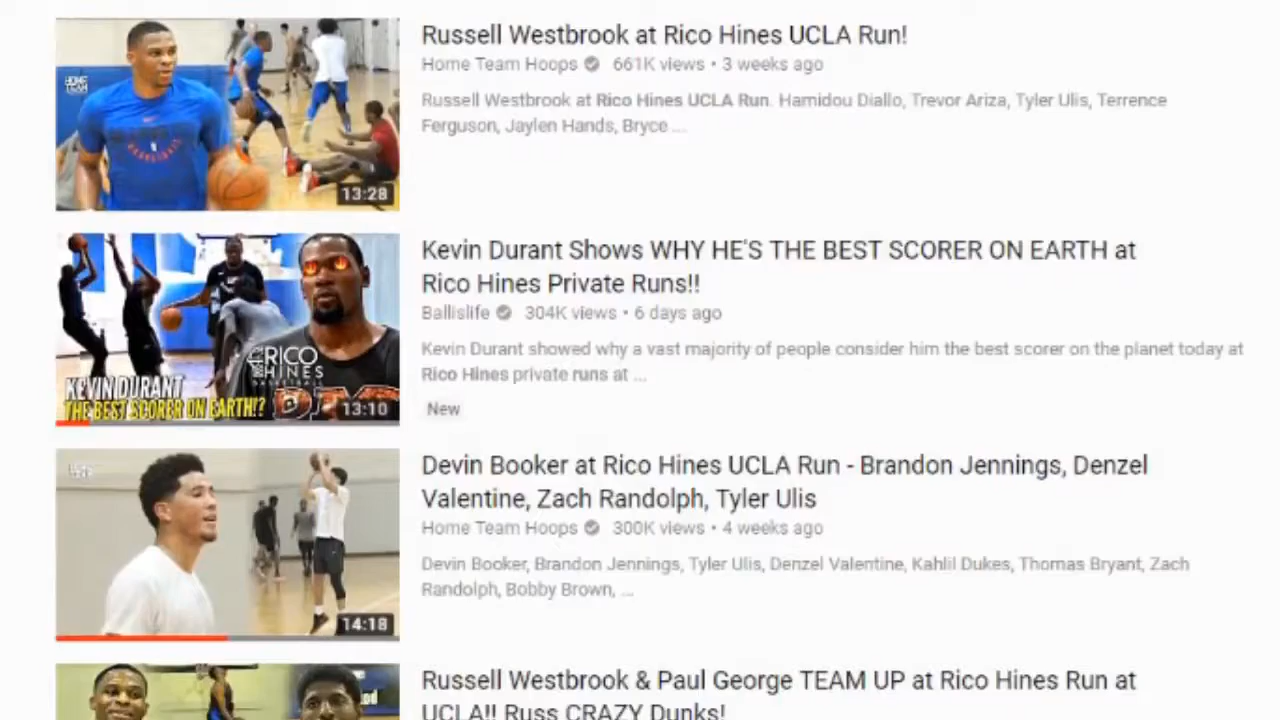 Russell Westbrook at Rico Hines UCLA Run!
Home Team Hoops 661K views • 3 weeks ago
Russell Westbrook at Rico Hines UCLA Run. Hamidou Diallo, Trevor Ariza, Tyler Ulis, Terrence
Ferguson, Jaylen Hands, Bryce ...
13:28
Kevin Durant Shows WHY HE'S THE BEST SCORER ON EARTH at
Rico Hines Private Runs!!
Ballislife 304K views • 6 days ago
Kevin Durant showed why a vast majority of people consider him the best scorer on the planet today at
Rico Hines private runs at ...
New
RICO
HINES
KEVIN DURANT
THE BEST SCORER ON EARTH!?
13:10
Devin Booker at Rico Hines UCLA Run - Brandon Jennings, Denzel
Valentine, Zach Randolph, Tyler Ulis
Home Team Hoops 300K views • 4 weeks ago
Devin Booker, Brandon Jennings, Tyler Ulis, Denzel Valentine, Kahlil Dukes, Thomas Bryant, Zach
Randolph, Bobby Brown, ...
14:18
Russell Westbrook & Paul George TEAM UP at Rico Hines Run at
UCLA!! Russ CRAZY Dunks!